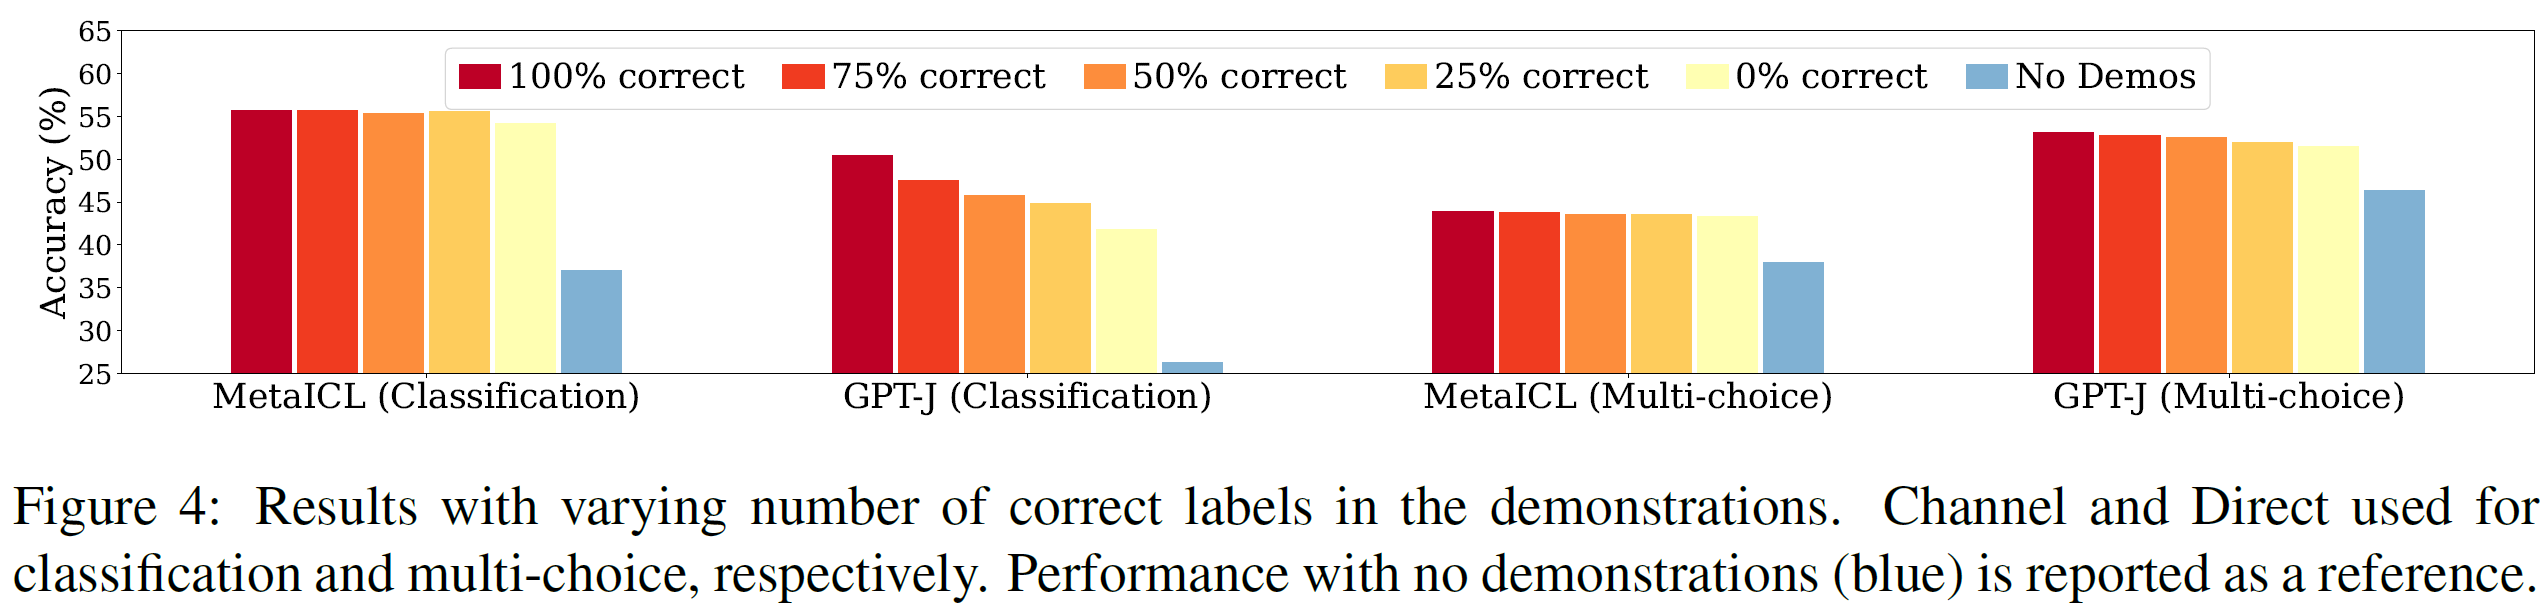 65
60
55
50
45
40
35
30
25
Accuracy (%)
100% correct 75% correct 50% correct 25% correct 0% correct No Demos
MetaICL (Classification) GPT-J (Classification) MetaICL (Multi-choice) GPT-J (Multi-choice)
Figure 4: Results with varying number of correct labels in the demonstrations. Channel and Direct used for
classification and multi-choice, respectively. Performance with no demonstrations (blue) is reported as a reference.